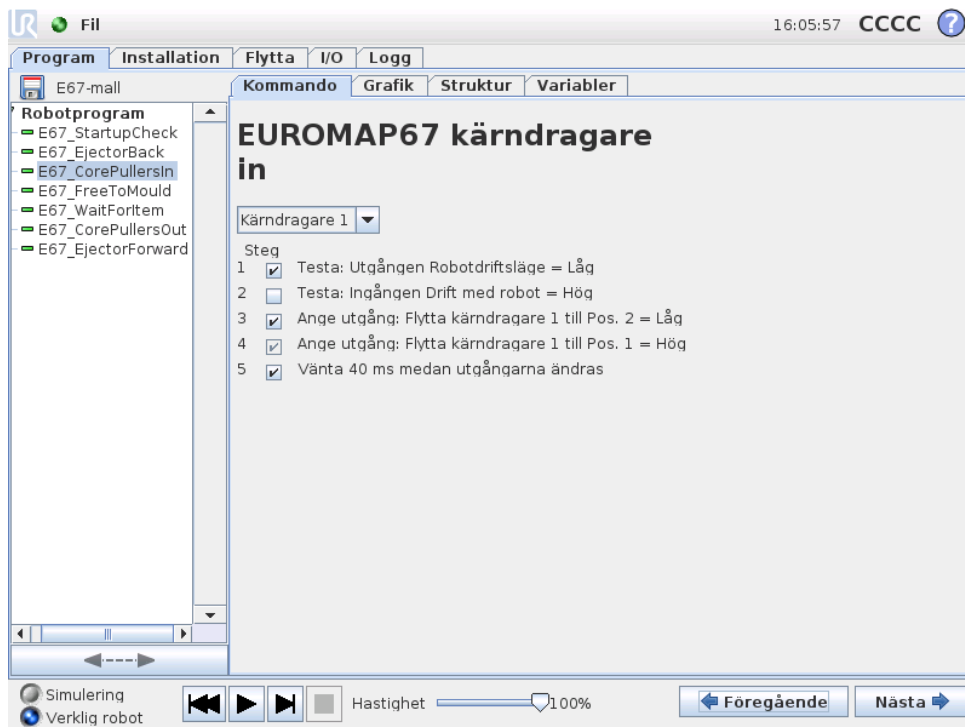 UR
Fil
16:05:57
CCCC
?
Program
Installation
Flytta
I/O
Logg
E67-mall
Kommando
Grafik
Struktur
Variabler
Robotprogram
E67_StartupCheck
E67_EjectorBack
E67_CorePullersIn
E67_FreeToMould
E67_WaitForItem
E67_CorePullersOut
E67_EjectorForward
EUROMAP67 kärndragare
in
Kärndragare 1
Steg
1 Testa: Utgången Robotdriftsläge = Låg
2 Testa: Ingången Drift med robot = Hög
3 Ange utgång: Flytta kärndragare 1 till Pos. 2 = Låg
4 Ange utgång: Flytta kärndragare 1 till Pos. 1 = Hög
5 Vänta 40 ms medan utgångarna ändras
Simulering
Verklig robot
Hastighet
100%
Föregående
Nästa